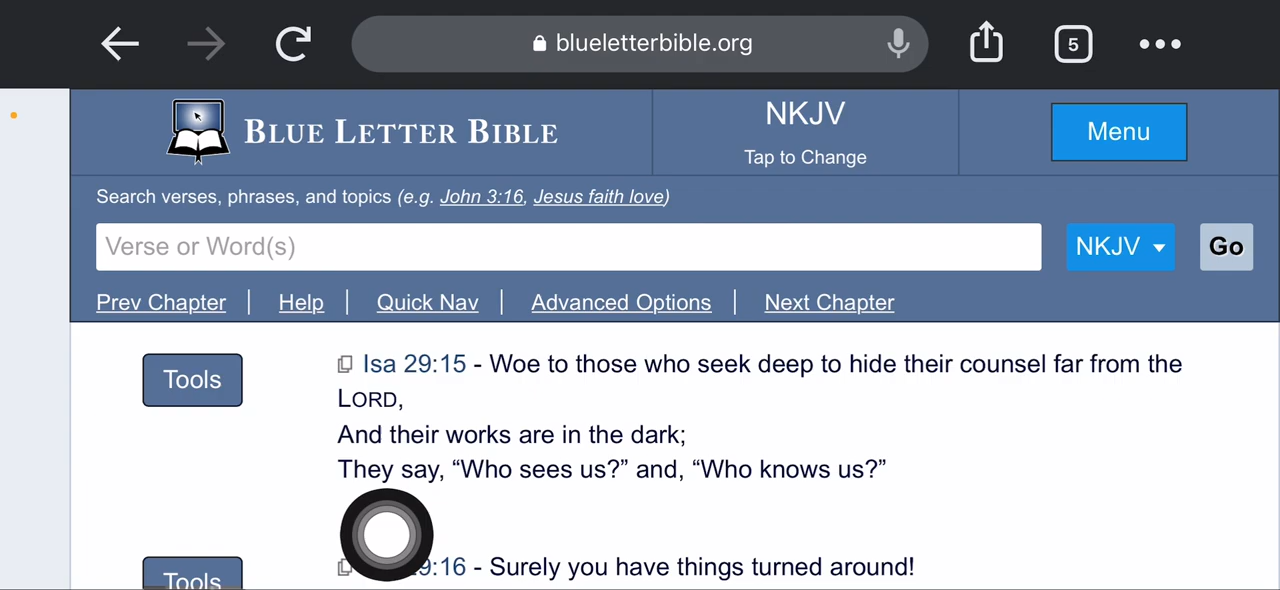 blueletterbible.org
5
BLUE LETTER BIBLE
NKJV
Tap to Change
Menu
Search verses, phrases, and topics (e.g. John 3:16, Jesus faith love)
Verse or Word(s)
NKJV
Go
Prev Chapter | Help | Quick Nav | Advanced Options | Next Chapter
Tools
Isa 29:15 - Woe to those who seek deep to hide their counsel far from the
LORD,
And their works are in the dark;
They say, “Who sees us?” and, “Who knows us?”
Tools
9:16 - Surely you have things turned around!